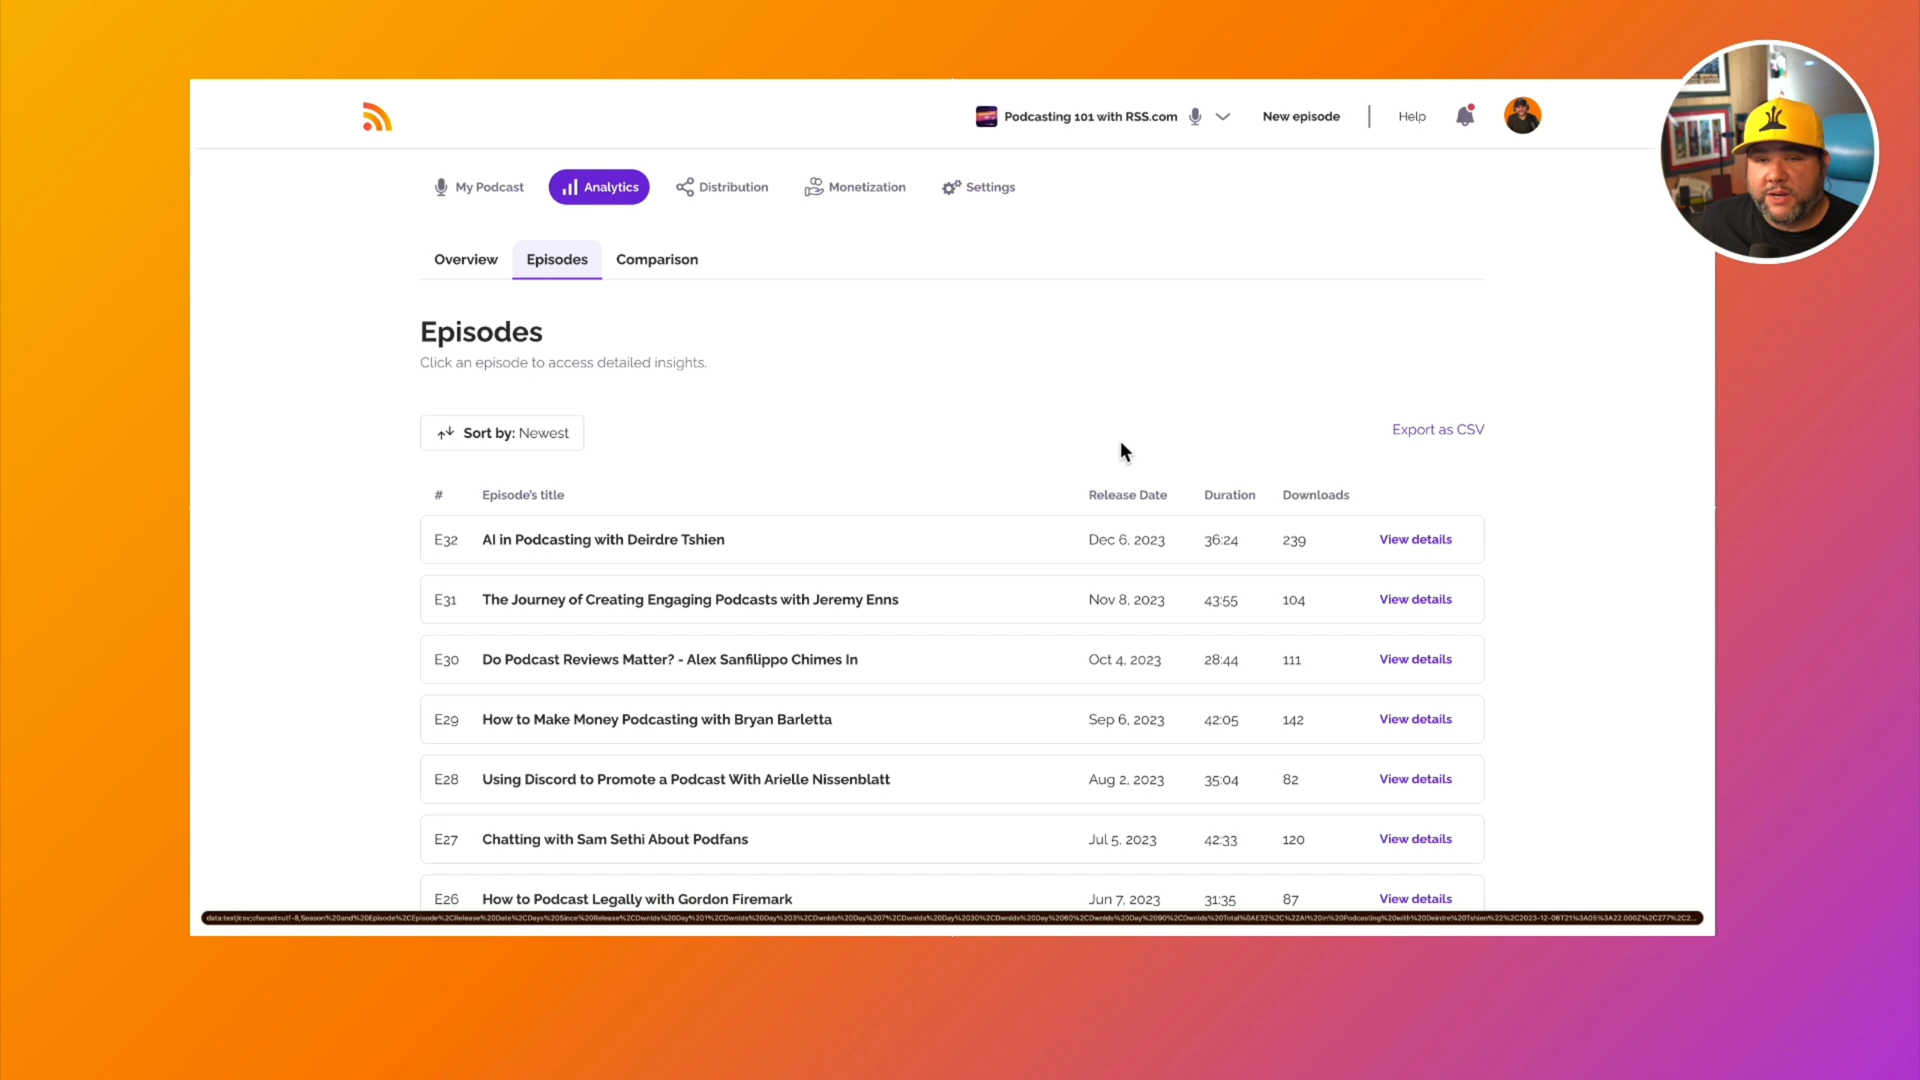 Podcasting 101 with RSS.com
New episode
Help
My Podcast
Analytics
Distribution
Monetization
Settings
Overview
Episodes
Comparison
Episodes
Click an episode to access detailed insights.
Sort by: Newest
Export as CSV
# Episode's title Release Date Duration Downloads
E32 AI in Podcasting with Deirdre Tshien Dec 6, 2023 36:24 239 View details
E31 The Journey of Creating Engaging Podcasts with Jeremy Enns Nov 8, 2023 43:55 104 View details
E30 Do Podcast Reviews Matter? - Alex Sanfilippo Chimes In Oct 4, 2023 28:44 111 View details
E29 How to Make Money Podcasting with Bryan Barletta Sep 6, 2023 42:05 142 View details
E28 Using Discord to Promote a Podcast With Arielle Nissenblatt Aug 2, 2023 35:04 82 View details
E27 Chatting with Sam Sethi About Podfans Jul 5, 2023 42:33 120 View details
E26 How to Podcast Legally with Gordon Firemark Jun 7, 2023 31:35 87 View details